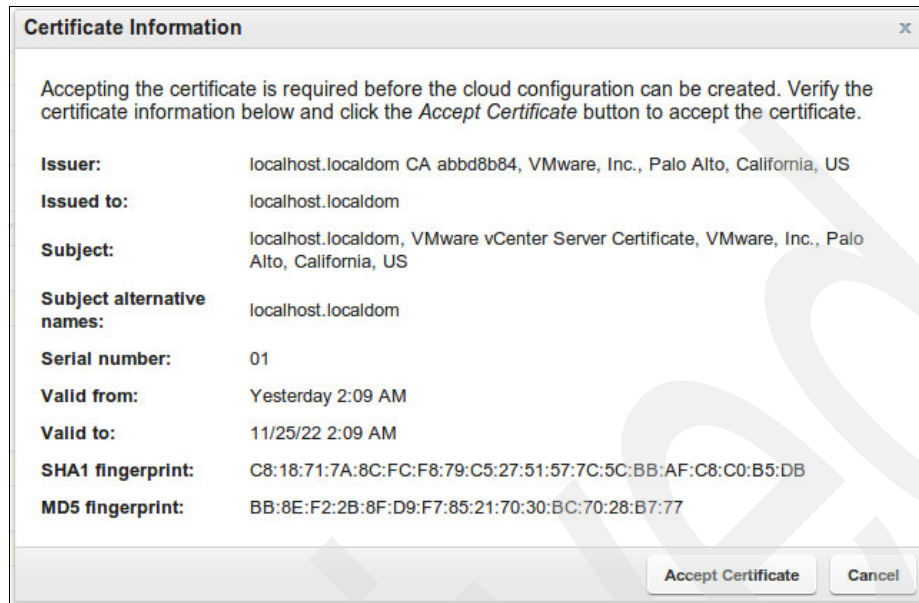 Certificate Information
x
Accepting the certificate is required before the cloud configuration can be created. Verify the
certificate information below and click the Accept Certificate button to accept the certificate.
Issuer: localhost.localdom CA abbd8b84, VMware, Inc., Palo Alto, California, US
Issued to: localhost.localdom
Subject: localhost.localdom, VMware vCenter Server Certificate, VMware, Inc., Palo
Alto, California, US
Subject alternative
names: localhost.localdom
Serial number: 01
Valid from: Yesterday 2:09 AM
Valid to: 11/25/22 2:09 AM
SHA1 fingerprint: C8:18:71:7A:8C:FC:F8:79:C5:27:51:57:7C:5C:BB:AF:C8:C0:B5:DB
MD5 fingerprint: BB:8E:F2:2B:8F:D9:F7:85:21:70:30:BC:70:28:B7:77
Accept Certificate Cancel